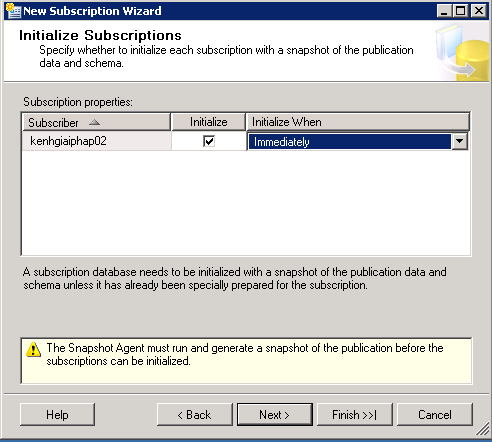 New Subscription Wizard
Initialize Subscriptions
Specify whether to initialize each subscription with a snapshot of the publication
data and schema.
Subscription properties:
Subscriber Initialize Initialize When
kenhgiaiphap02 Immediately
A subscription database needs to be initialized with a snapshot of the publication data and
schema unless it has already been specially prepared for the subscription.
The Snapshot Agent must run and generate a snapshot of the publication before the
subscriptions can be initialized.
Help < Back Next > Finish >>| Cancel